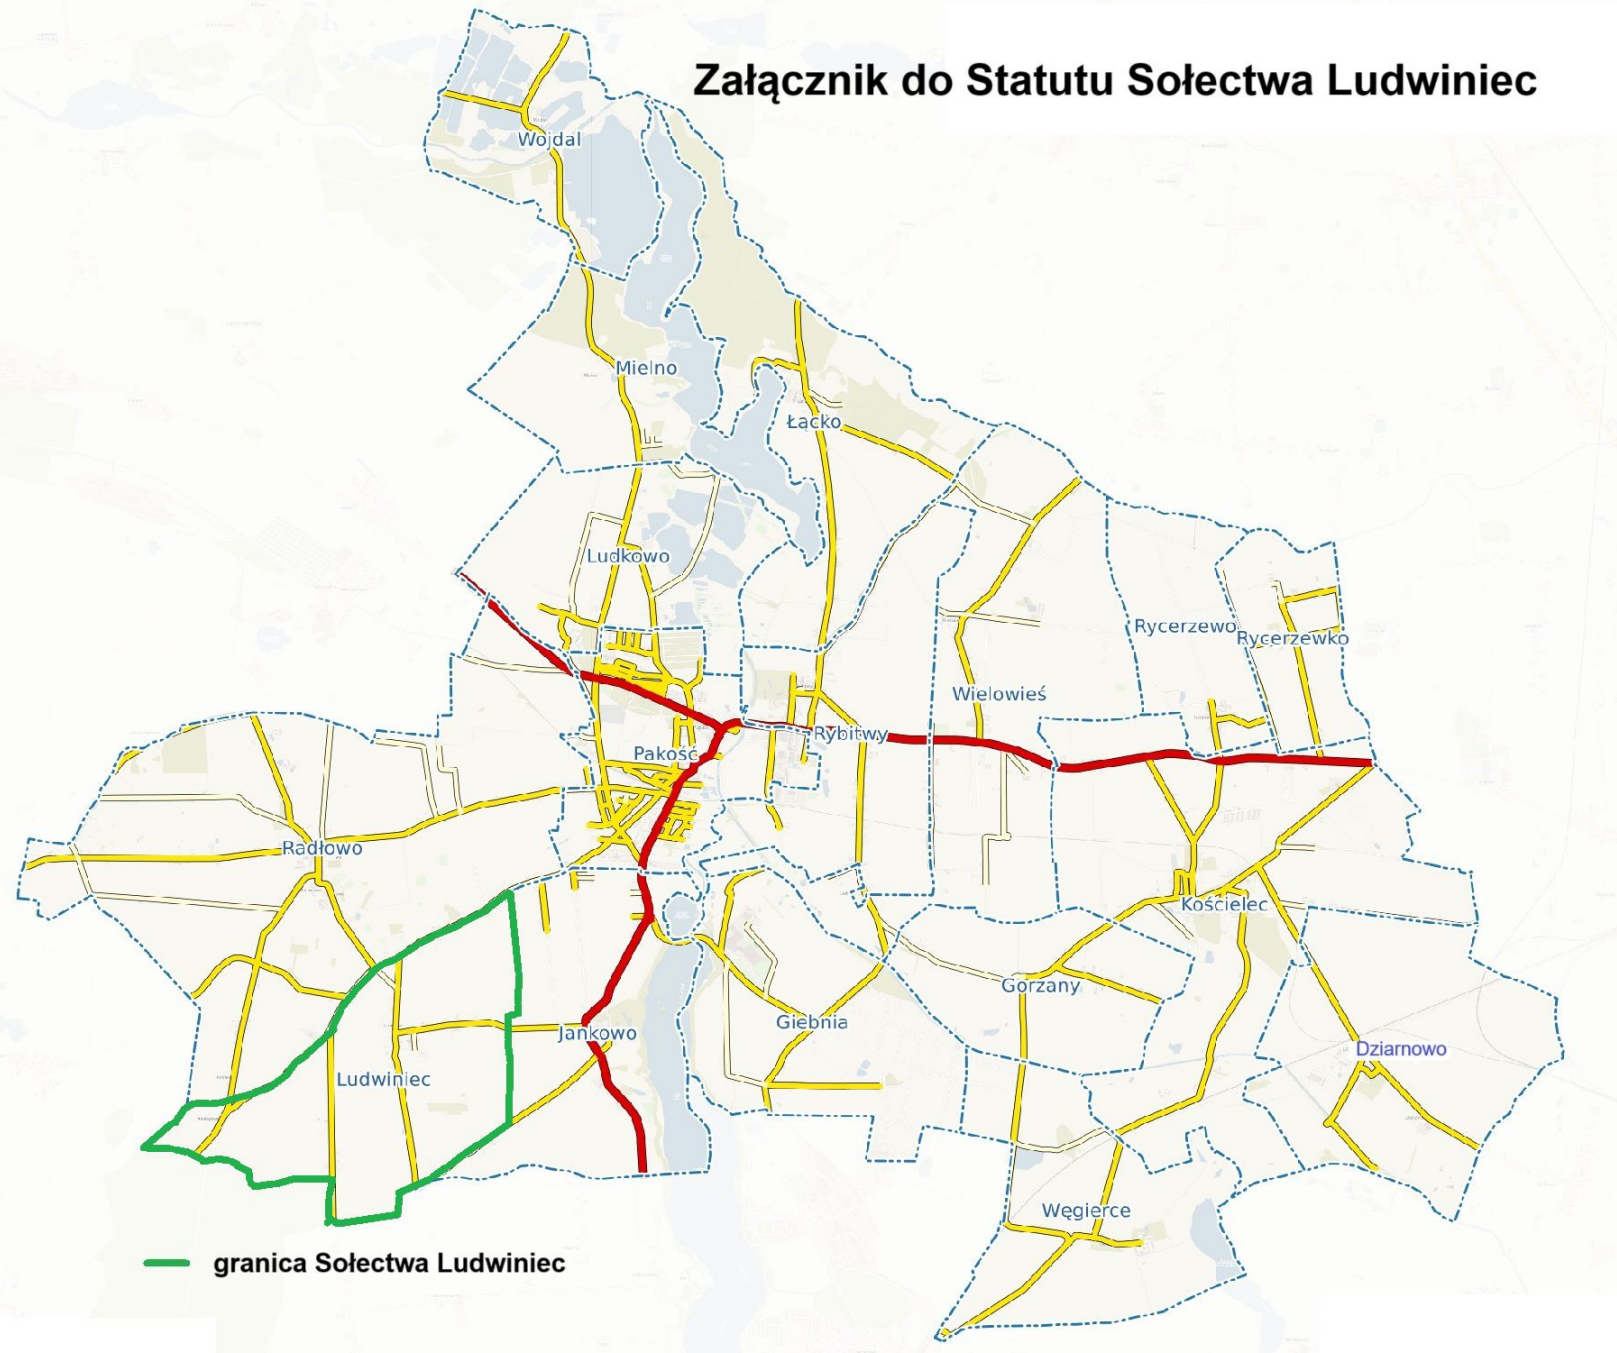 Załącznik do Statutu Sołectwa Ludwiniec
Wojdal
Mielno
Łącko
Ludkowo
Rycerzewo
Rycerzewko
Wielowieś
Rybitwy
Pakość
Radłowo
Kościelec
Gorzany
Giebnia
Jankowo
Dziarnowo
Ludwiniec
Węgierce
granica Sołectwa Ludwiniec